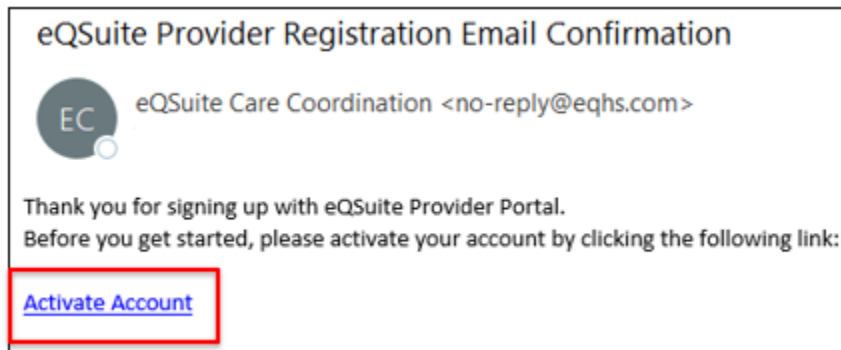 eQSuite Provider Registration Email Confirmation
EC
eQSuite Care Coordination <no-reply@eqhs.com>
Thank you for signing up with eQSuite Provider Portal.
Before you get started, please activate your account by clicking the following link:
Activate Account